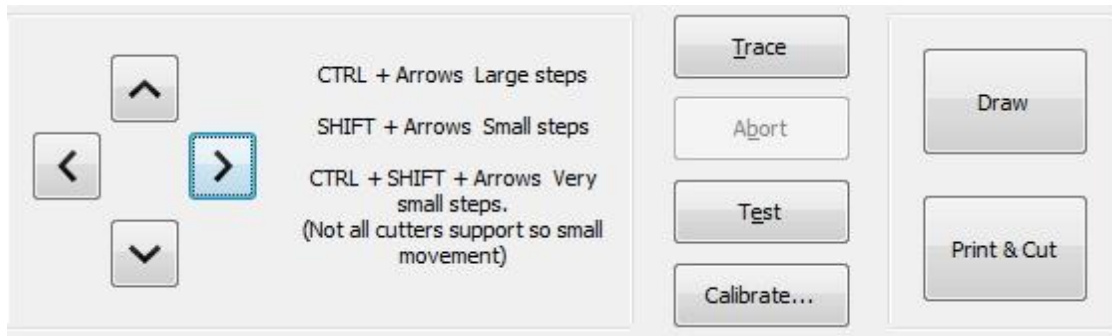 CTRL + Arrows Large steps
SHIFT + Arrows Small steps
CTRL + SHIFT + Arrows Very
small steps.
(Not all cutters support so small
movement)
Trace
Abort
Test
Calibrate...
Draw
Print & Cut